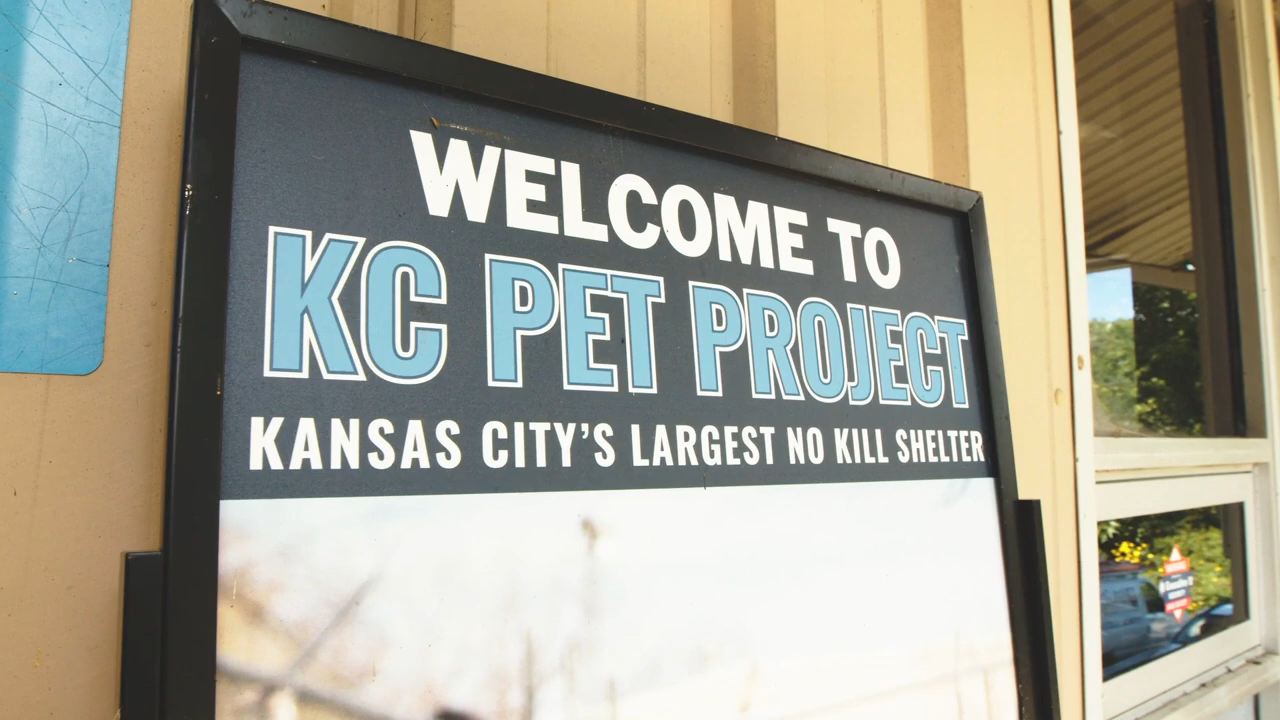 WELCOME TO
KC PET PROJECT
KANSAS CITY'S LARGEST NO KILL SHELTER